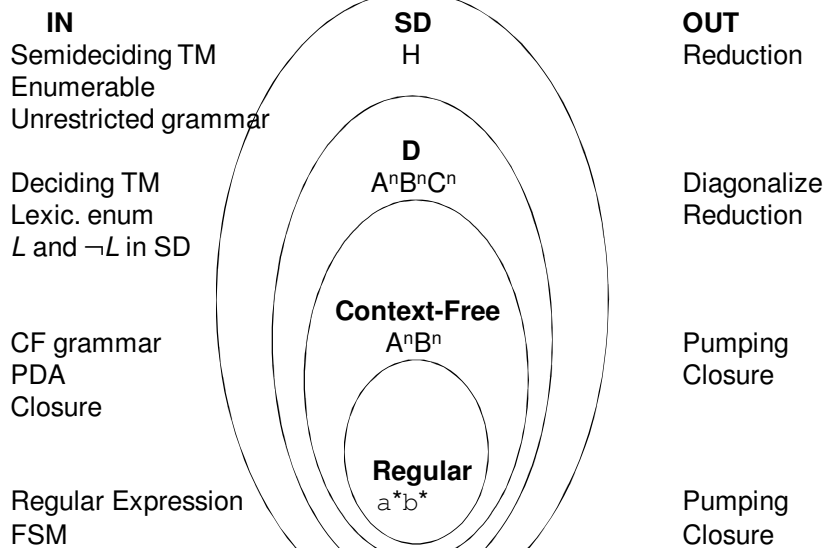 IN SD OUT
Semideciding TM H Reduction
Enumerable
Unrestricted grammar
D
Deciding TM AⁿBⁿCⁿ Diagonalize
Lexic. enum Reduction
L and ¬L in SD
Context-Free
CF grammar AⁿBⁿ Pumping
PDA Closure
Closure
Regular
Regular Expression a*b* Pumping
FSM Closure